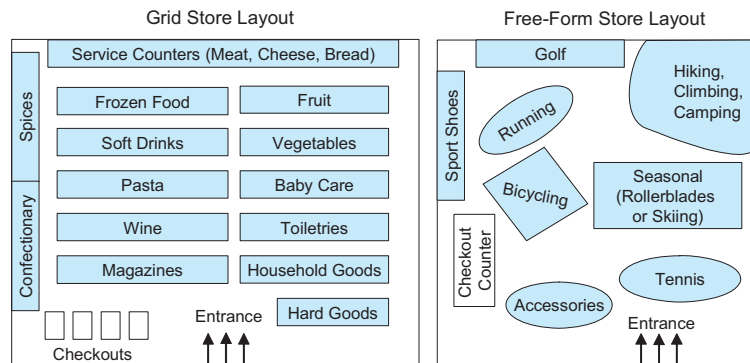 Grid Store Layout
Service Counters (Meat, Cheese, Bread)
Spices
Confectionary
Frozen Food
Fruit
Soft Drinks
Vegetables
Pasta
Baby Care
Wine
Toiletries
Magazines
Household Goods
Hard Goods
Entrance
Checkouts
Free-Form Store Layout
Golf
Hiking,
Climbing,
Camping
Sport Shoes
Running
Bicycling
Seasonal
(Rollerblades
or Skiing)
Checkout
Counter
Tennis
Accessories
Entrance